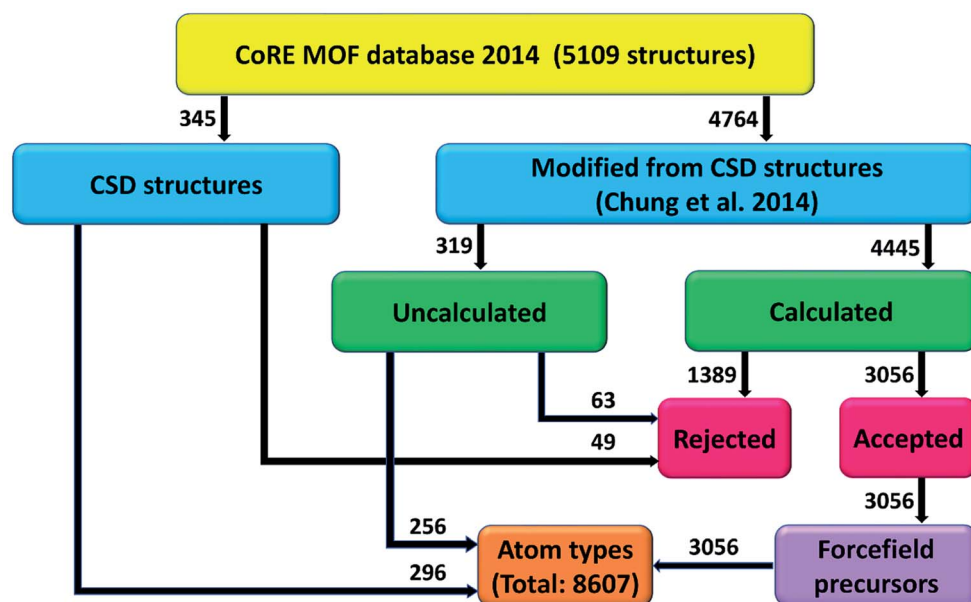 CoRE MOF database 2014 (5109 structures)
345
4764
CSD structures
Modified from CSD structures
(Chung et al. 2014)
319
4445
Uncalculated
Calculated
1389
3056
63
Rejected
Accepted
49
3056
256
Atom types
(Total: 8607)
3056
Forcefield
precursors
296